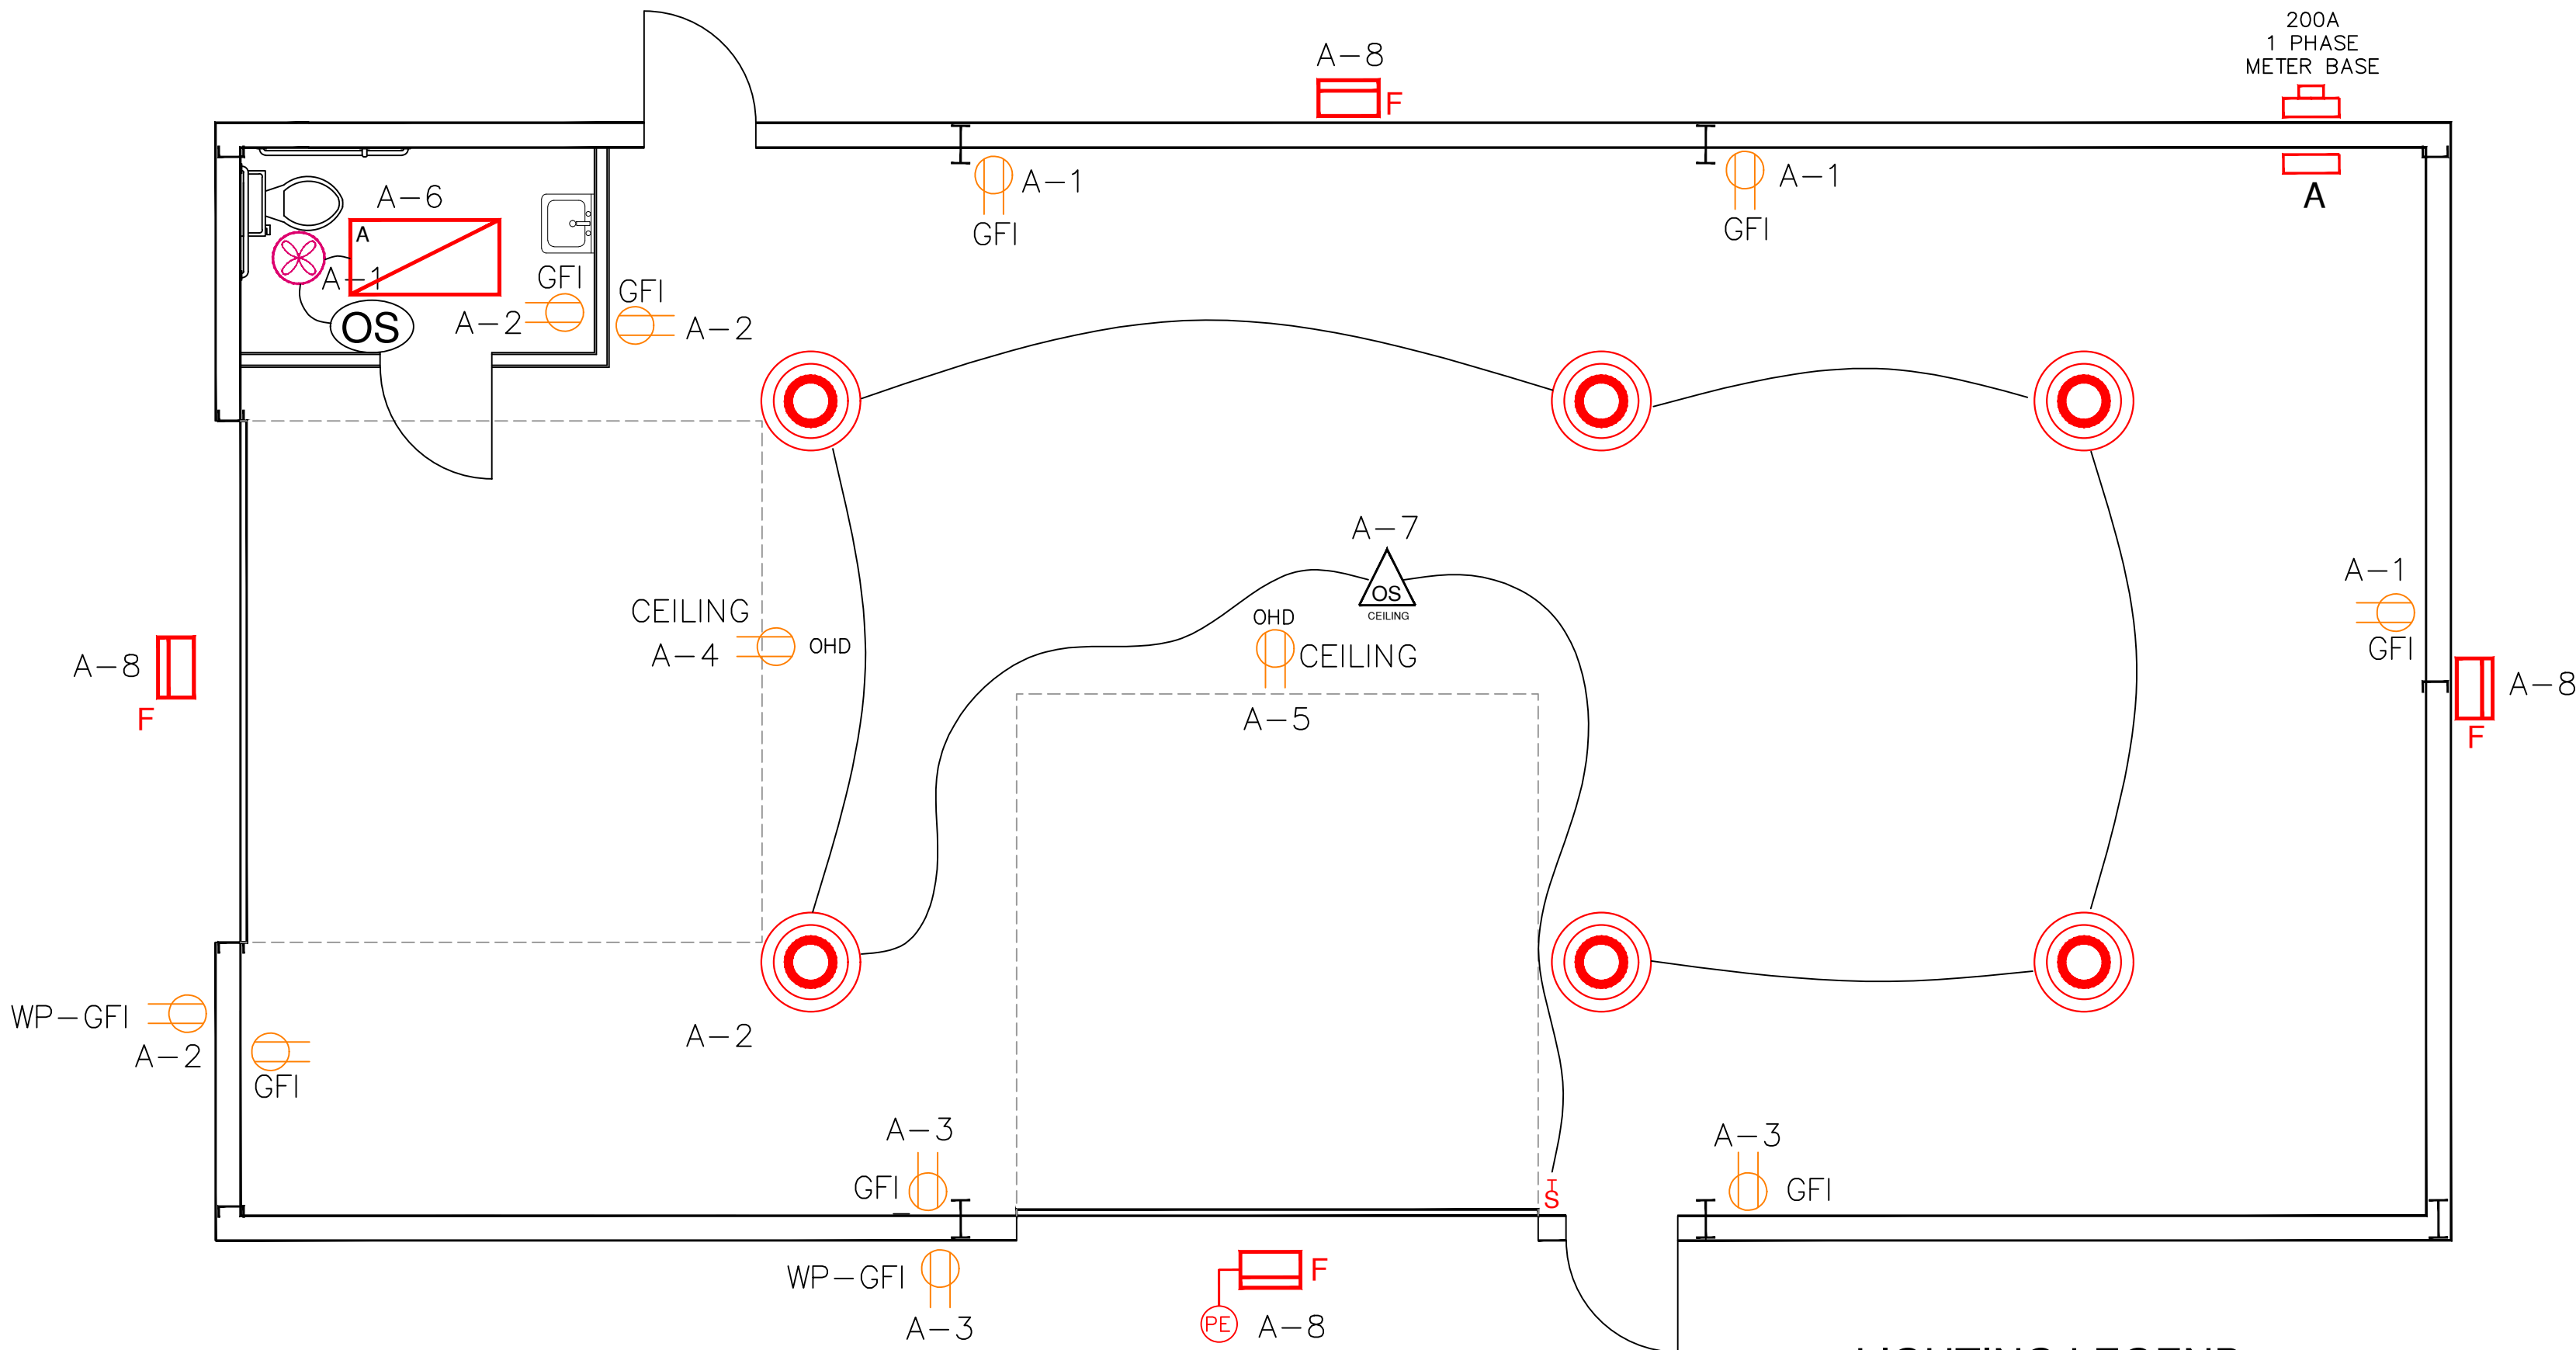 200A
1 PHASE
METER BASE
A-8
F
A-1
GFI
A-1
GFI
A
A-6
A
A-1
OS
GFI
A-2
GFI
A-2
A-7
OS
CEILING
CEILING
A-4
OHD
OHD
CEILING
A-5
A-1
GFI
A-8
F
A-8
F
WP-GFI
A-2
GFI
A-2
A-3
GFI
A-3
GFI
T
S
WP-GFI
A-3
F
PE
A-8
LIGHTING LEGEND